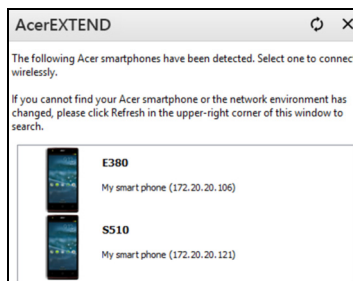 AcerEXTEND
The following Acer smartphones have been detected. Select one to connect
wirelessly.
If you cannot find your Acer smartphone or the network environment has
changed, please click Refresh in the upper-right corner of this window to
search.
E380
My smart phone (172.20.20.106)
S510
My smart phone (172.20.20.121)